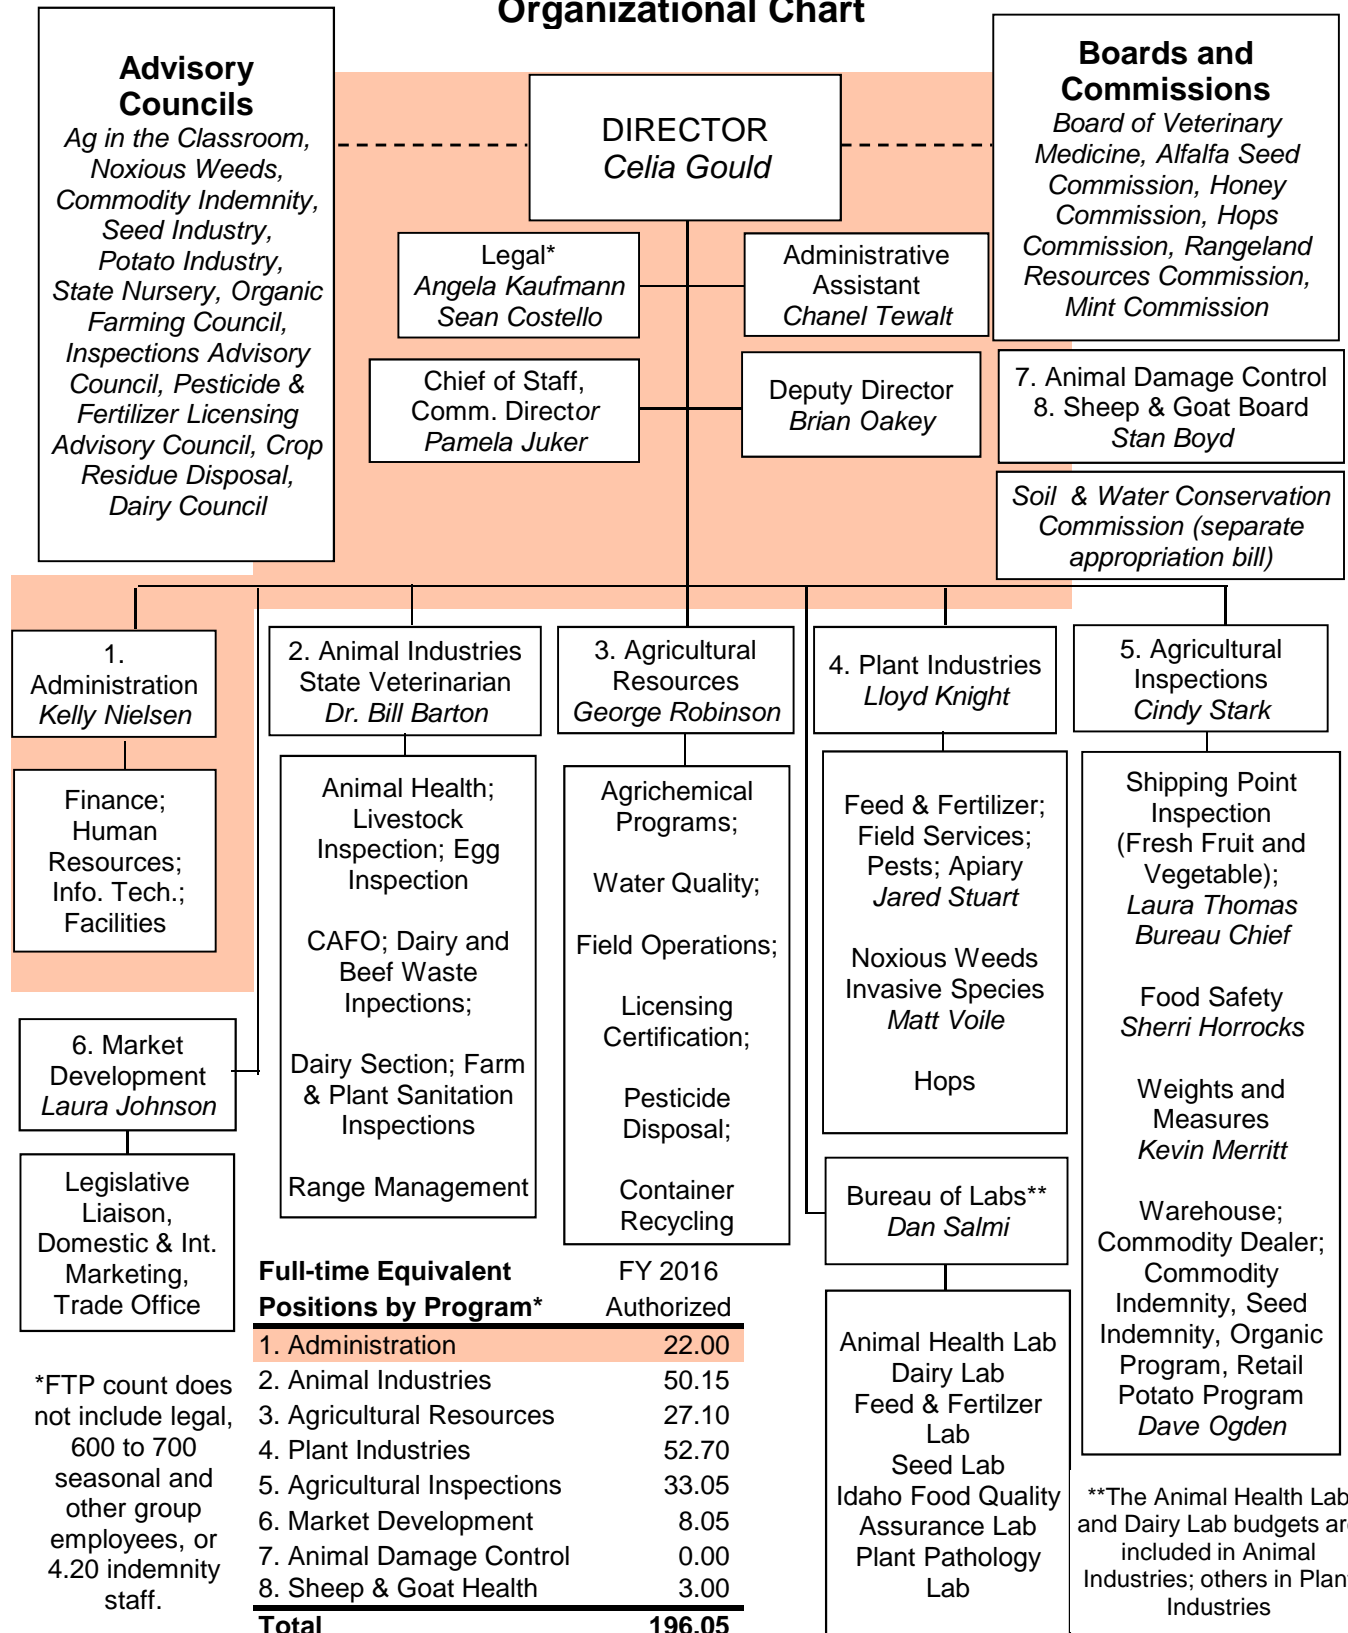 Organizational Chart
Advisory
Councils
Ag in the Classroom,
Noxious Weeds,
Commodity Indemnity,
Seed Industry,
Potato Industry,
State Nursery, Organic
Farming Council,
Inspections Advisory
Council, Pesticide &
Fertilizer Licensing
Advisory Council, Crop
Residue Disposal,
Dairy Council
DIRECTOR
Celia Gould
Boards and
Commissions
Board of Veterinary
Medicine, Alfalfa Seed
Commission, Honey
Commission, Hops
Commission, Rangeland
Resources Commission,
Mint Commission
Legal*
Angela Kaufmann
Sean Costello
Administrative
Assistant
Chanel Tewalt
Chief of Staff,
Comm. Director
Pamela Juker
Deputy Director
Brian Oakey
7. Animal Damage Control
8. Sheep & Goat Board
Stan Boyd
Soil & Water Conservation
Commission (separate
appropriation bill)
1.
Administration
Kelly Nielsen
2. Animal Industries
State Veterinarian
Dr. Bill Barton
3. Agricultural
Resources
George Robinson
4. Plant Industries
Lloyd Knight
5. Agricultural
Inspections
Cindy Stark
Finance;
Human
Resources;
Info. Tech.;
Facilities
Animal Health;
Livestock
Inspection; Egg
Inspection
CAFO; Dairy and
Beef Waste
Inpections;
Dairy Section; Farm
& Plant Sanitation
Inspections
Range Management
Agrichemical
Programs;
Water Quality;
Field Operations;
Licensing
Certification;
Pesticide
Disposal;
Container
Recycling
Feed & Fertilizer;
Field Services;
Pests; Apiary
Jared Stuart
Noxious Weeds
Invasive Species
Matt Voile
Hops
Shipping Point
Inspection
(Fresh Fruit and
Vegetable);
Laura Thomas
Bureau Chief
Food Safety
Sherri Horrocks
Weights and
Measures
Kevin Merritt
Warehouse;
Commodity Dealer;
Commodity
Indemnity, Seed
Indemnity, Organic
Program, Retail
Potato Program
Dave Ogden
6. Market
Development
Laura Johnson
Legislative
Liaison,
Domestic & Int.
Marketing,
Trade Office
Bureau of Labs**
Dan Salmi
Animal Health Lab
Dairy Lab
Feed & Fertilzer
Lab
Seed Lab
Idaho Food Quality
Assurance Lab
Plant Pathology
Lab
Full-time Equivalent FY 2016
Positions by Program* Authorized
1. Administration 22.00
2. Animal Industries 50.15
3. Agricultural Resources 27.10
4. Plant Industries 52.70
5. Agricultural Inspections 33.05
6. Market Development 8.05
7. Animal Damage Control 0.00
8. Sheep & Goat Health 3.00
Total 196.05
*FTP count does
not include legal,
600 to 700
seasonal and
other group
employees, or
4.20 indemnity
staff.
**The Animal Health Lab
and Dairy Lab budgets are
included in Animal
Industries; others in Plant
Industries